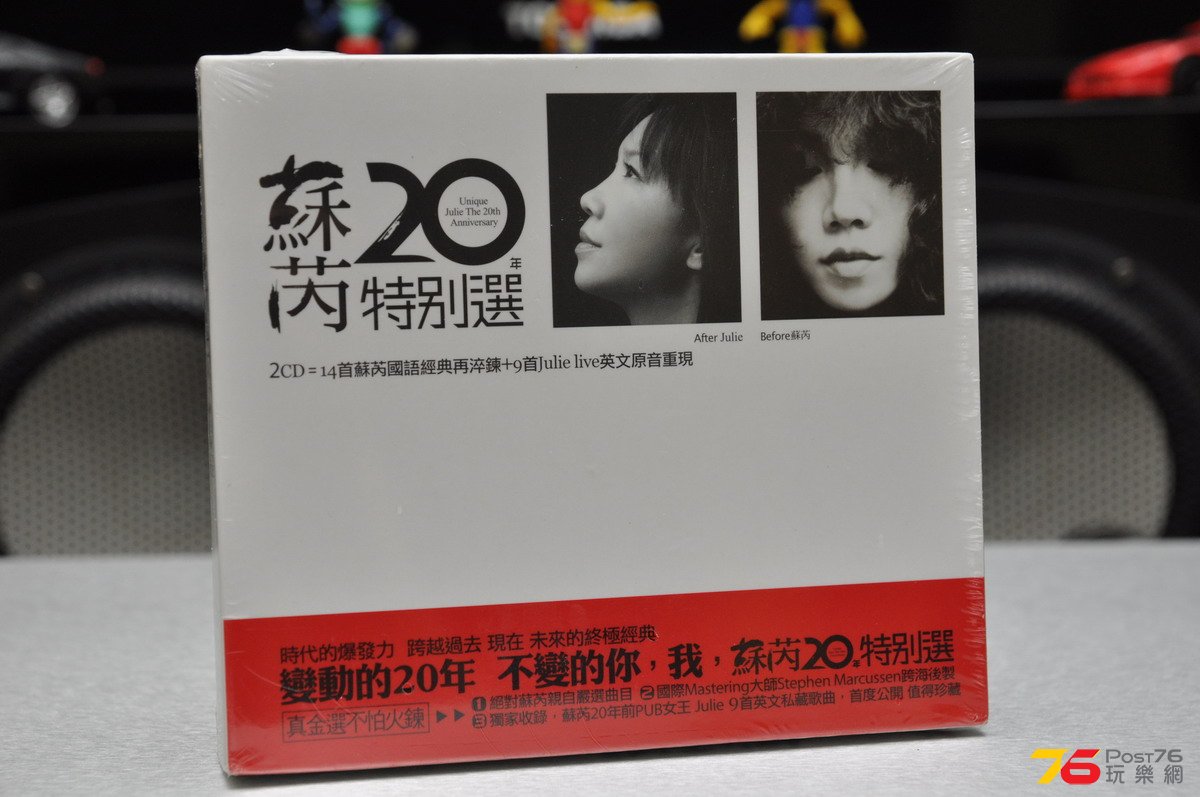 蘇芮
20年
Unique
Julie The 20th
Anniversary
特別選
After Julie
Before蘇芮
2CD = 14首蘇芮國語經典再淬鍊+9首Julie live英文原音重現
時代的爆發力 跨越過去 現在 未來的終極經典
變動的20年 不變的你,我,蘇芮20年特別選
真金選不怕火鍊
1 絕對蘇芮親自嚴選曲目 2 國際Mastering大師Stephen Marcussen跨海後製
3 獨家收錄,蘇芮20年前PUB女王 Julie 9首英文私藏歌曲,首度公開 值得珍藏
76 POST76
玩樂網